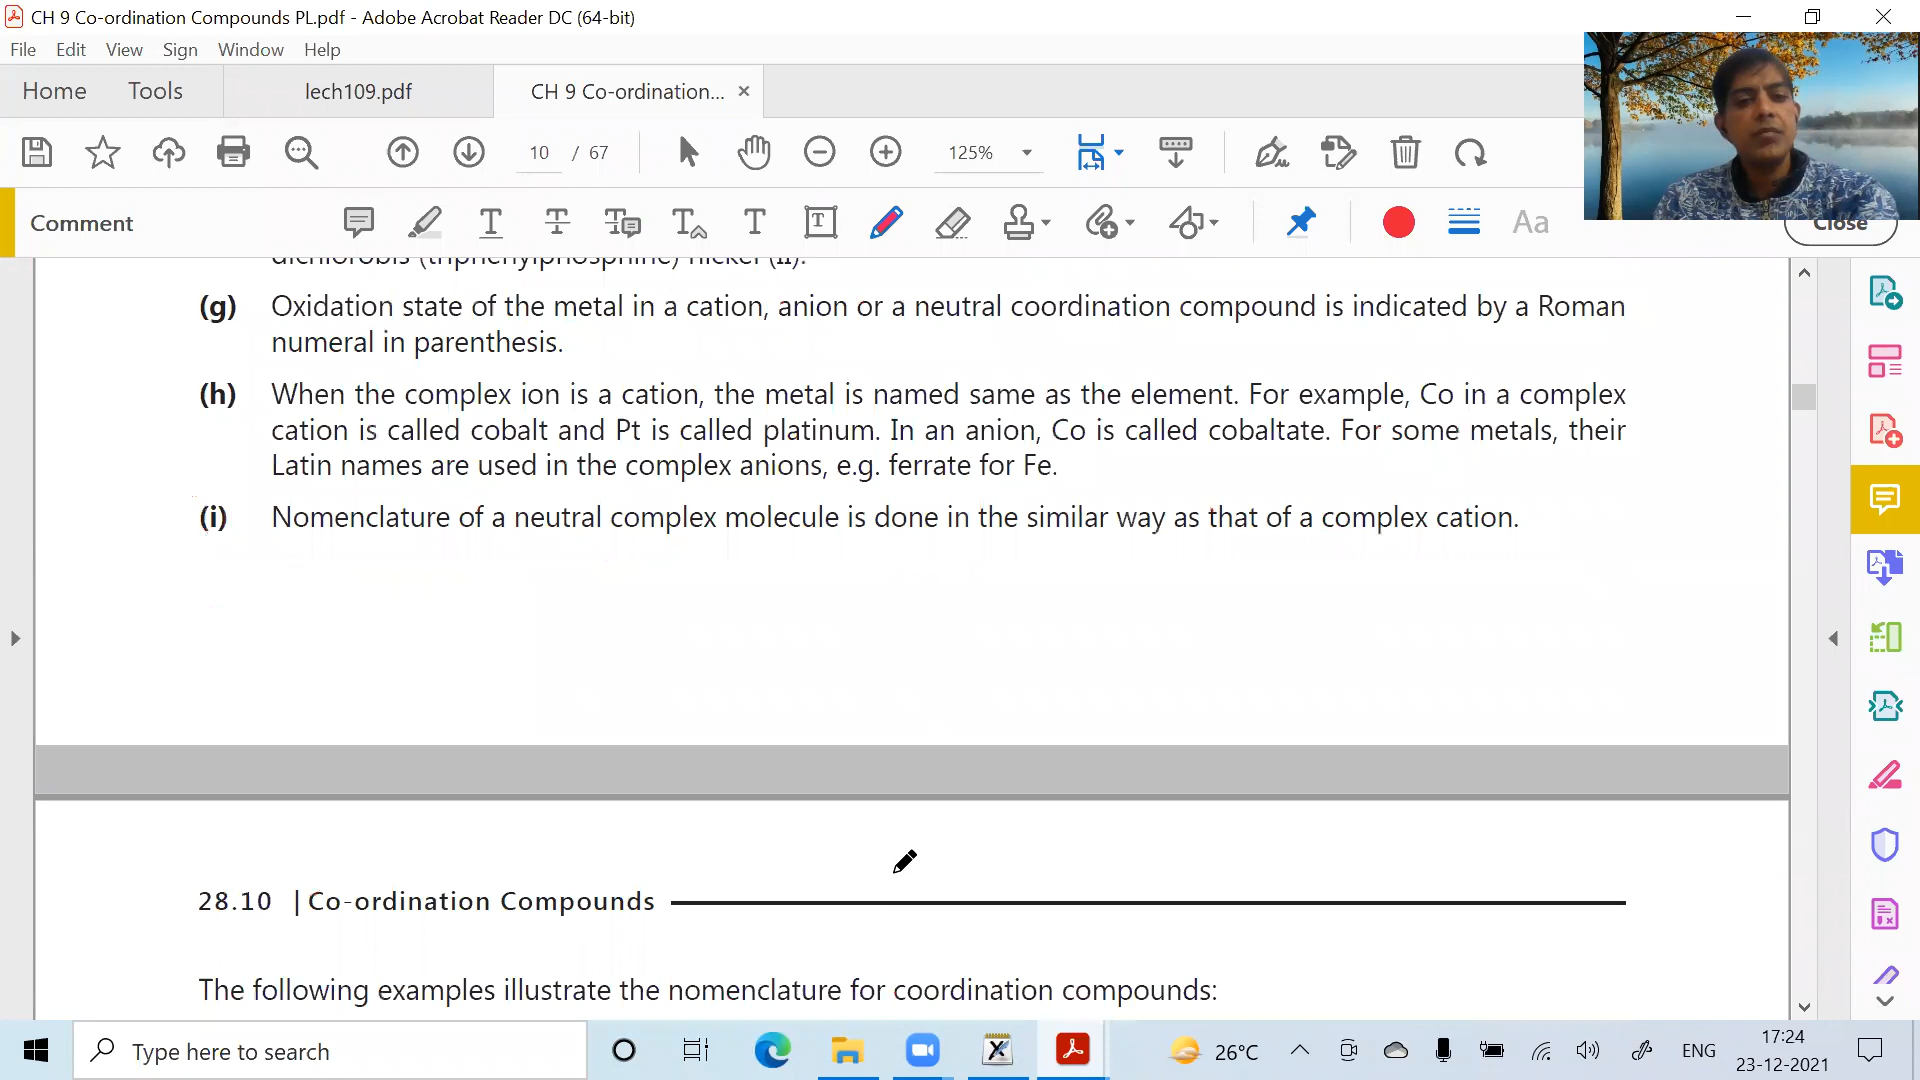 CH 9 Co-ordination Compounds PL.pdf - Adobe Acrobat Reader DC (64-bit)
File Edit View Sign Window Help
Home Tools lech109.pdf CH 9 Co-ordination... ×
10 / 67 125%
Comment Aa Close
dichlorobis (triphenylphosphine) nickel (II).
(g) Oxidation state of the metal in a cation, anion or a neutral coordination compound is indicated by a Roman
numeral in parenthesis.
(h) When the complex ion is a cation, the metal is named same as the element. For example, Co in a complex
cation is called cobalt and Pt is called platinum. In an anion, Co is called cobaltate. For some metals, their
Latin names are used in the complex anions, e.g. ferrate for Fe.
(i) Nomenclature of a neutral complex molecule is done in the similar way as that of a complex cation.
28.10 | Co-ordination Compounds
The following examples illustrate the nomenclature for coordination compounds:
Type here to search 26°C ENG 17:24
23-12-2021